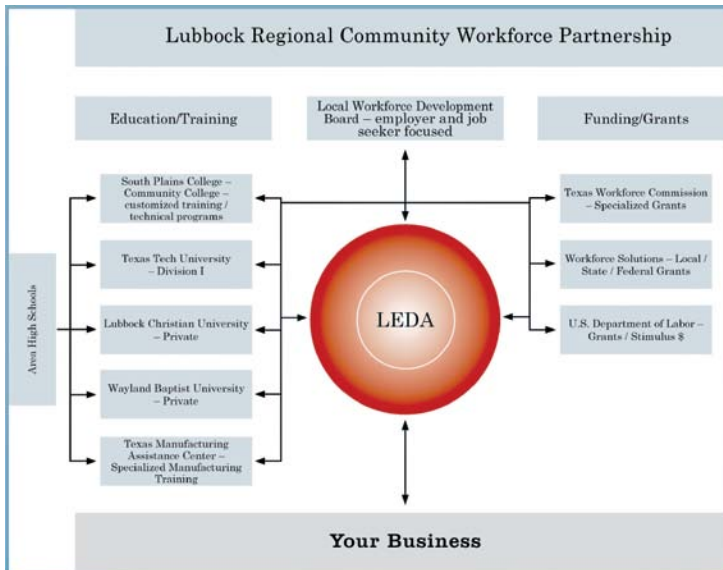 Lubbock Regional Community Workforce Partnership
Education/Training
Local Workforce Development
Board – employer and job
seeker focused
Funding/Grants
Area High Schools
South Plains College –
Community College –
customized training /
technical programs
Texas Tech University
– Division I
Lubbock Christian University
– Private
Wayland Baptist University
– Private
Texas Manufacturing
Assistance Center –
Specialized Manufacturing
Training
LEDA
Texas Workforce Commission
– Specialized Grants
Workforce Solutions – Local /
State / Federal Grants
U.S. Department of Labor –
Grants / Stimulus $
Your Business